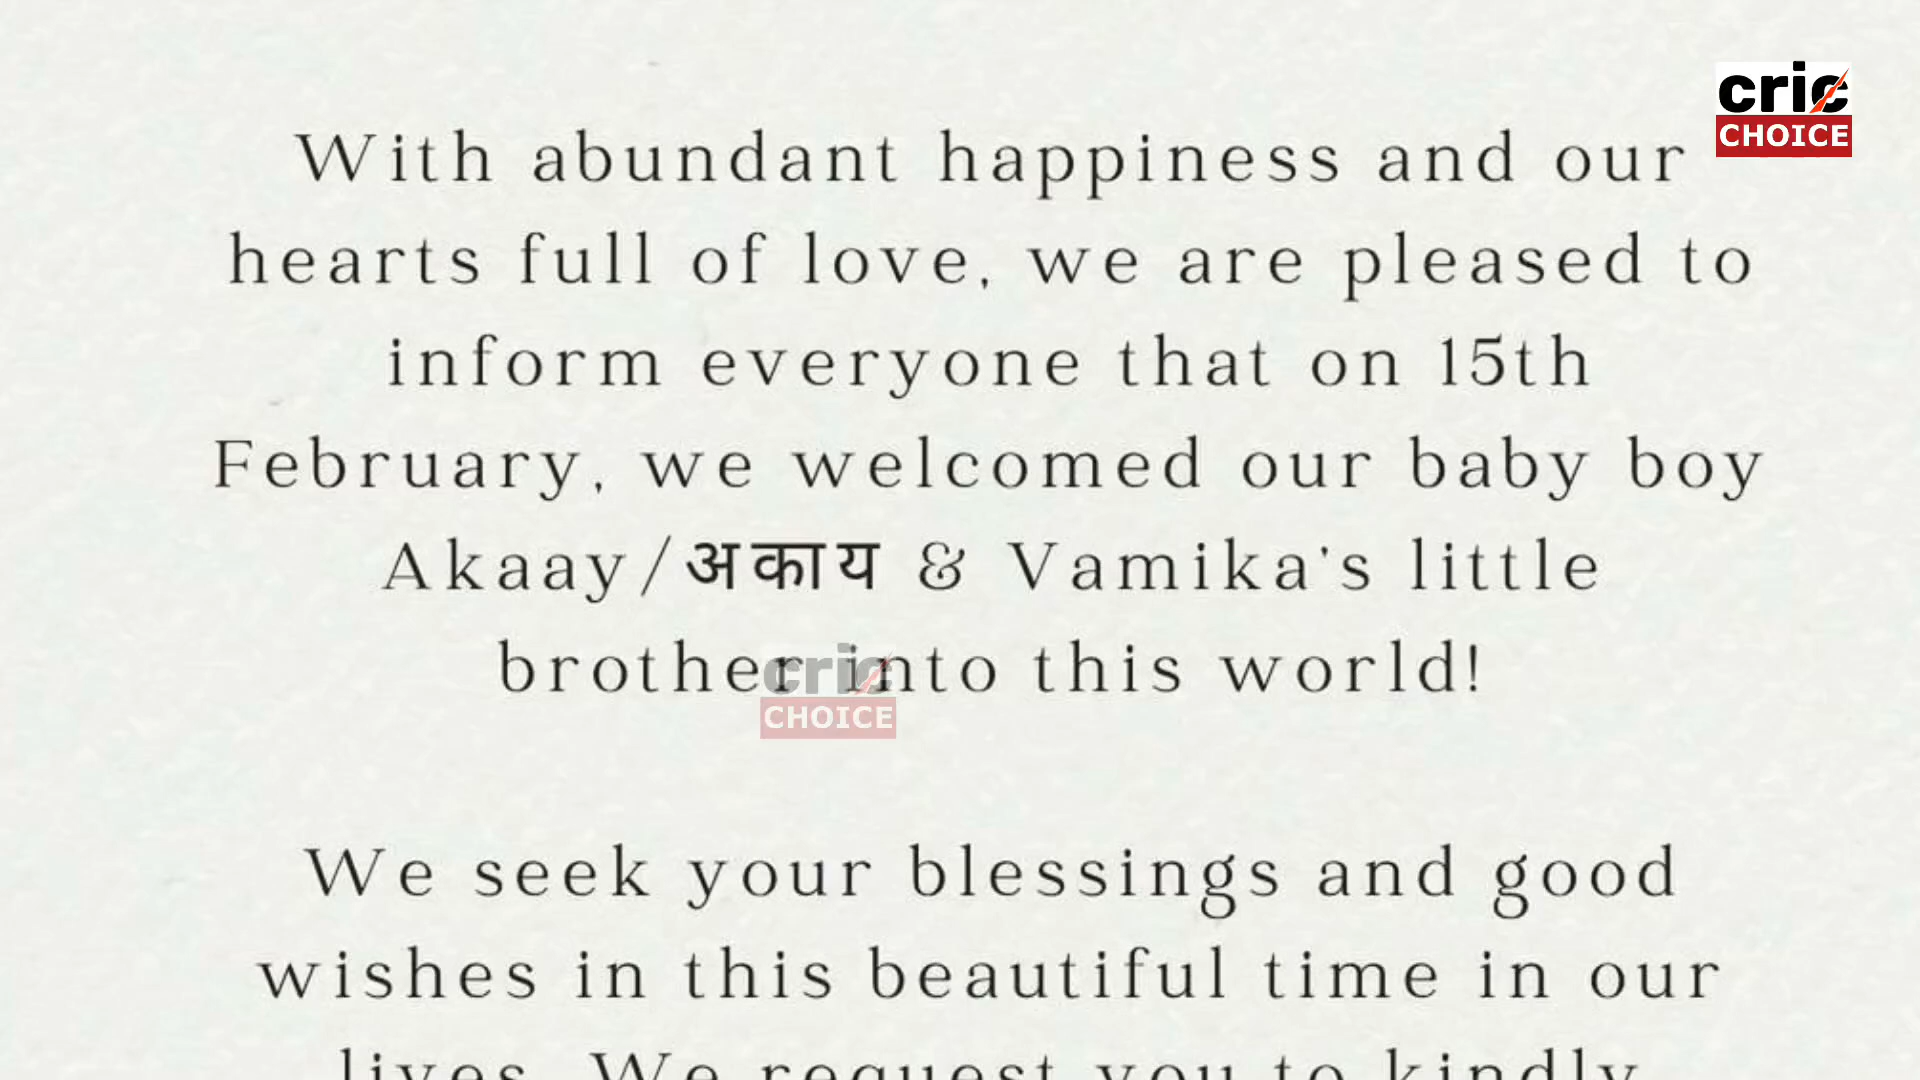 cric
CHOICE
With abundant happiness and our
hearts full of love, we are pleased to
inform everyone that on 15th
February, we welcomed our baby boy
Akaay/अकाय & Vamika's little
brother into this world!
cric
CHOICE
We seek your blessings and good
wishes in this beautiful time in our
lives. We request you to kindly